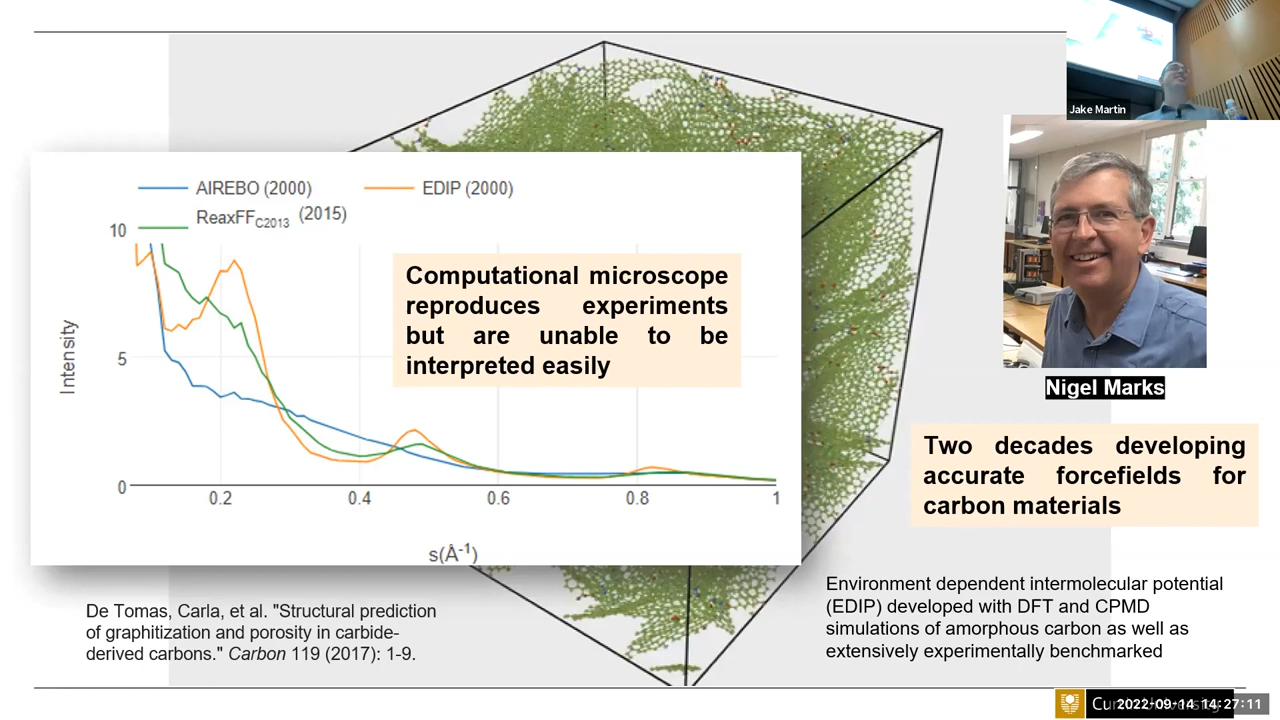 Jake Martin
AIREBO (2000)
EDIP (2000)
ReaxFF_C2013 (2015)
10
5
0
Intensity
0.2
0.4
0.6
0.8
1
s(Å⁻¹)
Computational microscope
reproduces experiments
but are unable to be
interpreted easily
Nigel Marks
Two decades developing
accurate forcefields for
carbon materials
De Tomas, Carla, et al. "Structural prediction
of graphitization and porosity in carbide-
derived carbons." Carbon 119 (2017): 1-9.
Environment dependent intermolecular potential
(EDIP) developed with DFT and CPMD
simulations of amorphous carbon as well as
extensively experimentally benchmarked
2022-09-14 14:27:11